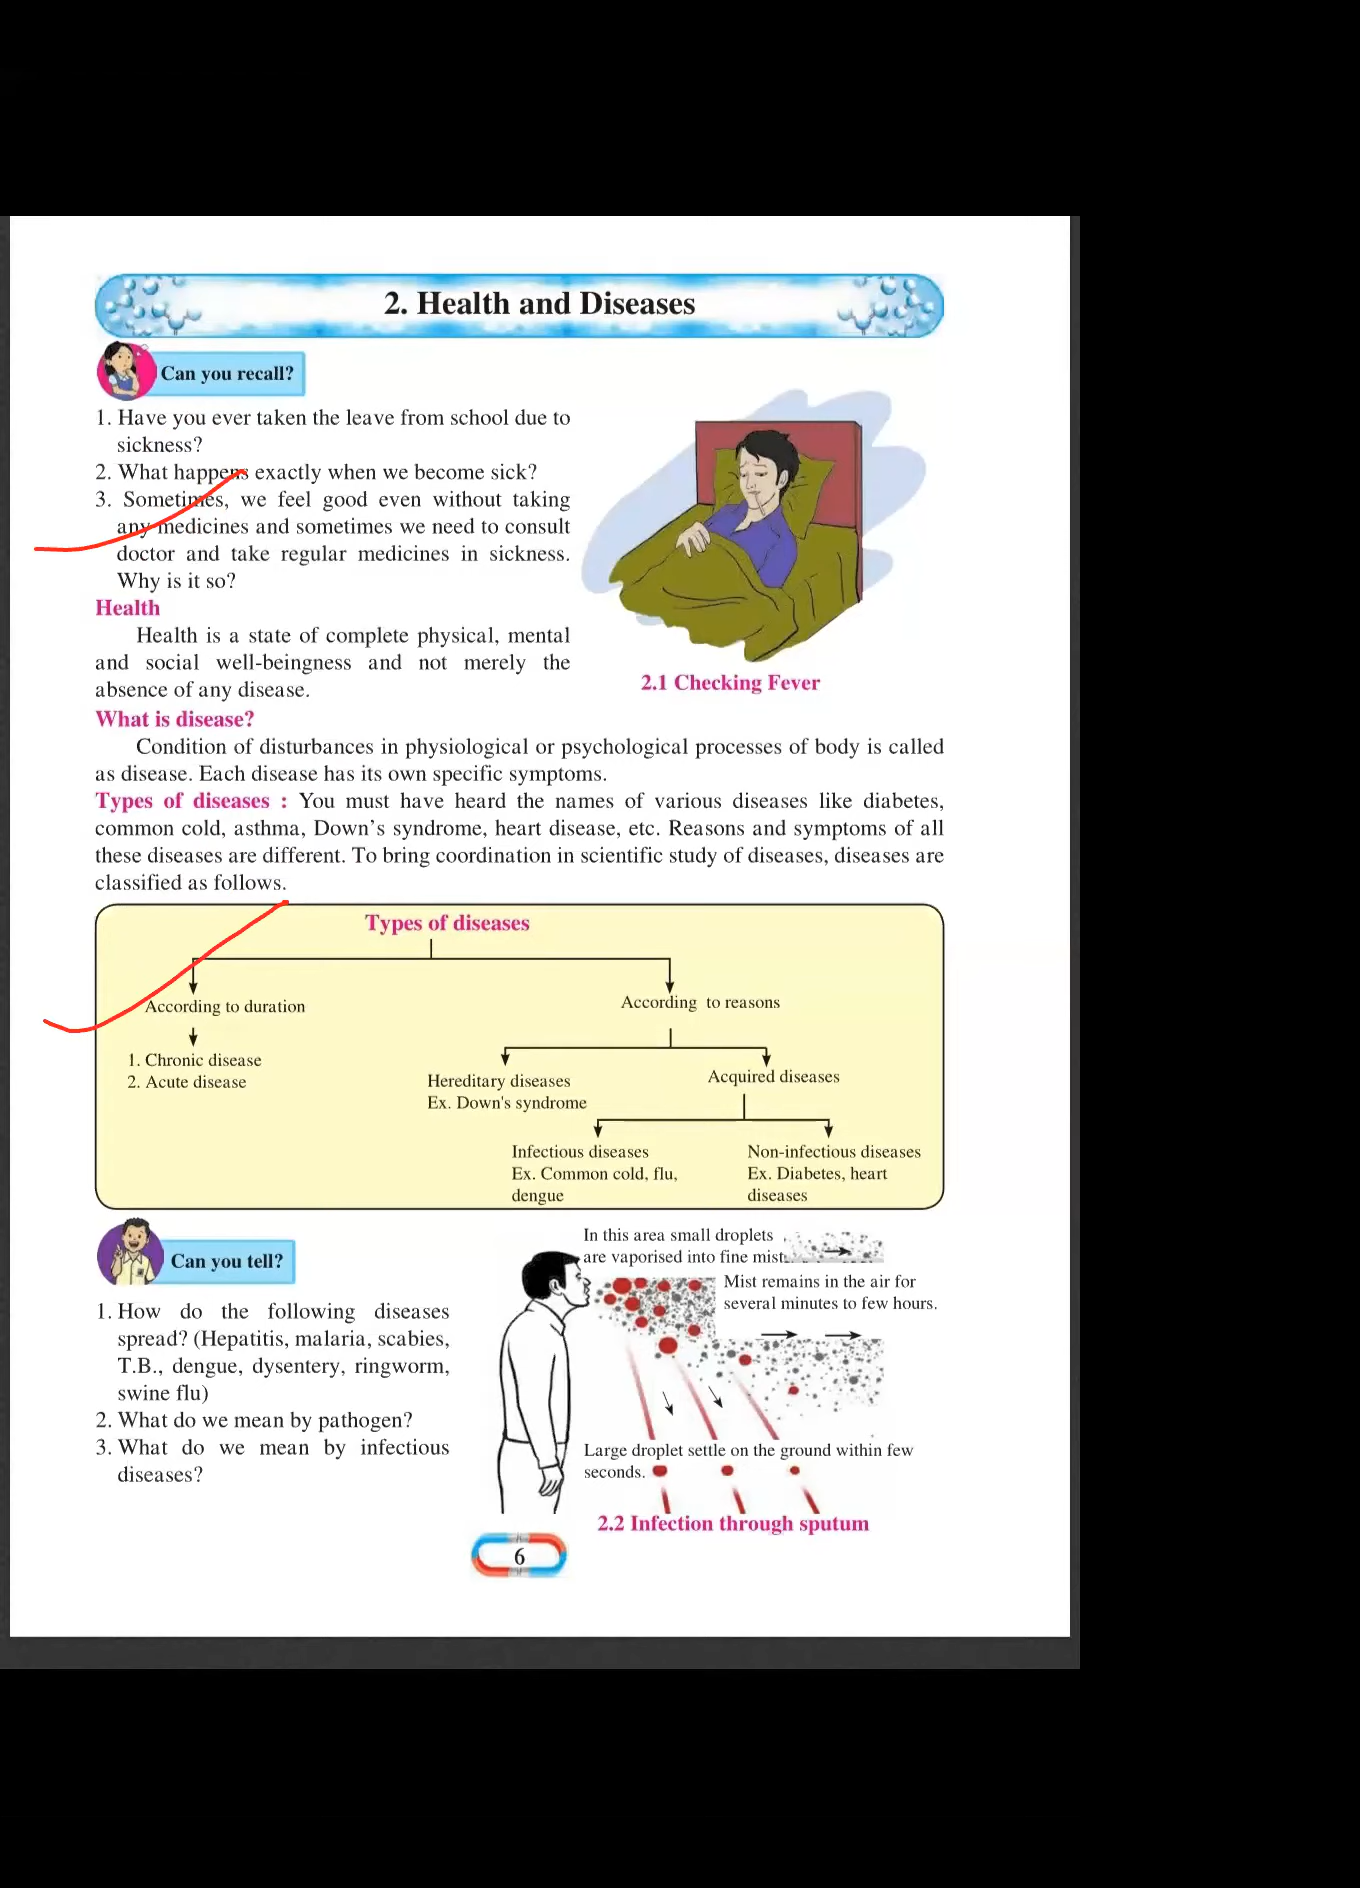 2. Health and Diseases
Can you recall?
1. Have you ever taken the leave from school due to
sickness?
2. What happens exactly when we become sick?
3. Sometimes, we feel good even without taking
any medicines and sometimes we need to consult
doctor and take regular medicines in sickness.
Why is it so?
Health
Health is a state of complete physical, mental
and social well-beingness and not merely the
absence of any disease.
2.1 Checking Fever
What is disease?
Condition of disturbances in physiological or psychological processes of body is called
as disease. Each disease has its own specific symptoms.
Types of diseases : You must have heard the names of various diseases like diabetes,
common cold, asthma, Down's syndrome, heart disease, etc. Reasons and symptoms of all
these diseases are different. To bring coordination in scientific study of diseases, diseases are
classified as follows.
Types of diseases
According to duration
1. Chronic disease
2. Acute disease
According to reasons
Hereditary diseases
Ex. Down's syndrome
Acquired diseases
Infectious diseases
Ex. Common cold, flu,
dengue
Non-infectious diseases
Ex. Diabetes, heart
diseases
Can you tell?
1. How do the following diseases
spread? (Hepatitis, malaria, scabies,
T.B., dengue, dysentery, ringworm,
swine flu)
2. What do we mean by pathogen?
3. What do we mean by infectious
diseases?
In this area small droplets
are vaporised into fine mist.
Mist remains in the air for
several minutes to few hours.
Large droplet settle on the ground within few
seconds.
2.2 Infection through sputum
6